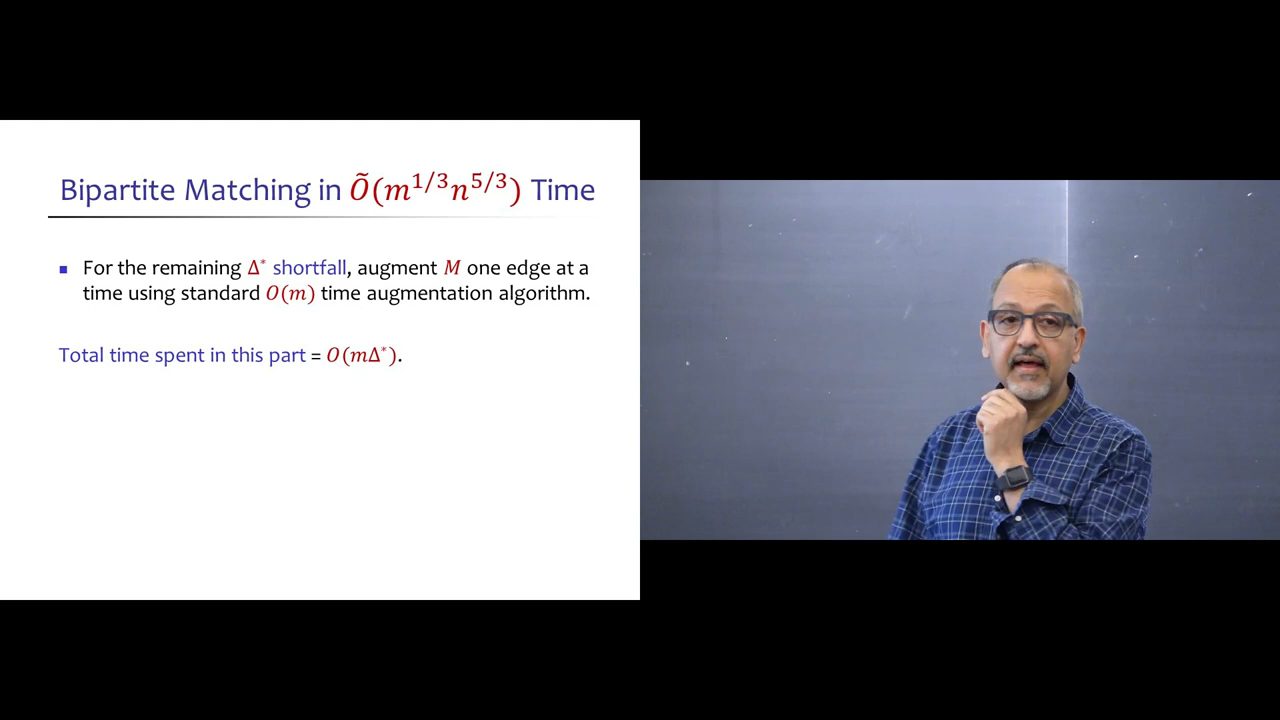 Bipartite Matching in Õ(m^{1/3}n^{5/3}) Time
▪ For the remaining Δ* shortfall, augment M one edge at a
time using standard O(m) time augmentation algorithm.
Total time spent in this part = O(mΔ*).